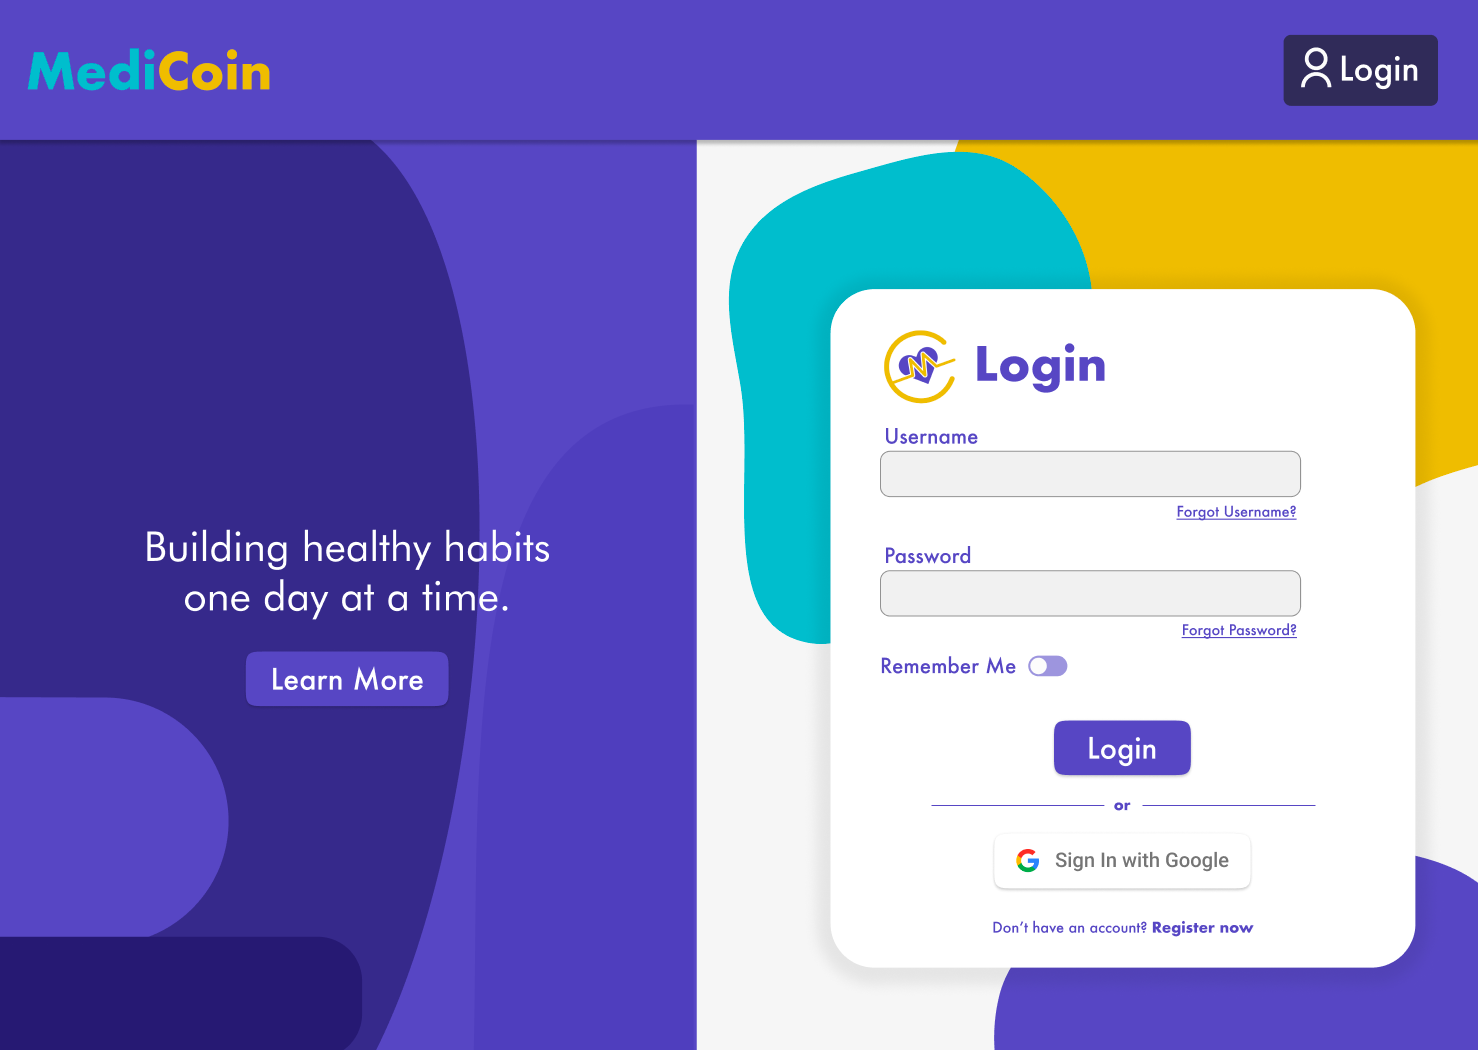 MediCoin
Login
Building healthy habits
one day at a time.
Learn More
Login
Username
Forgot Username?
Password
Forgot Password?
Remember Me
Login
or
Sign In with Google
Don't have an account? Register now